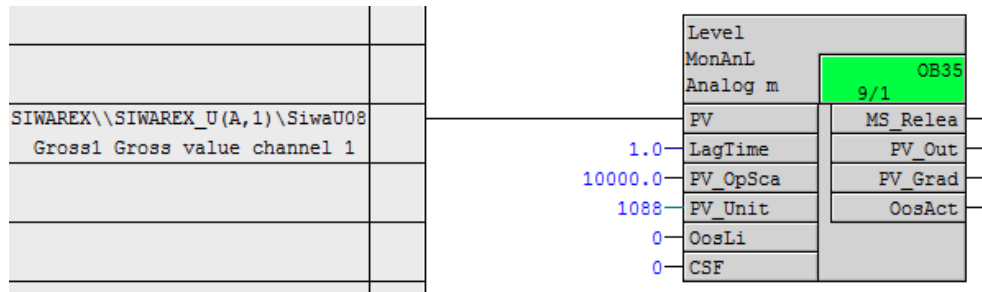 Level
MonAnL
Analog m
OB35
9/1
SIWAREX\\SIWAREX_U(A,1)\SiwaU08
Gross1 Gross value channel 1
PV
MS_Relea
1.0
LagTime
PV_Out
10000.0
PV_OpSca
PV_Grad
1088
PV_Unit
OosAct
0
OosLi
0
CSF